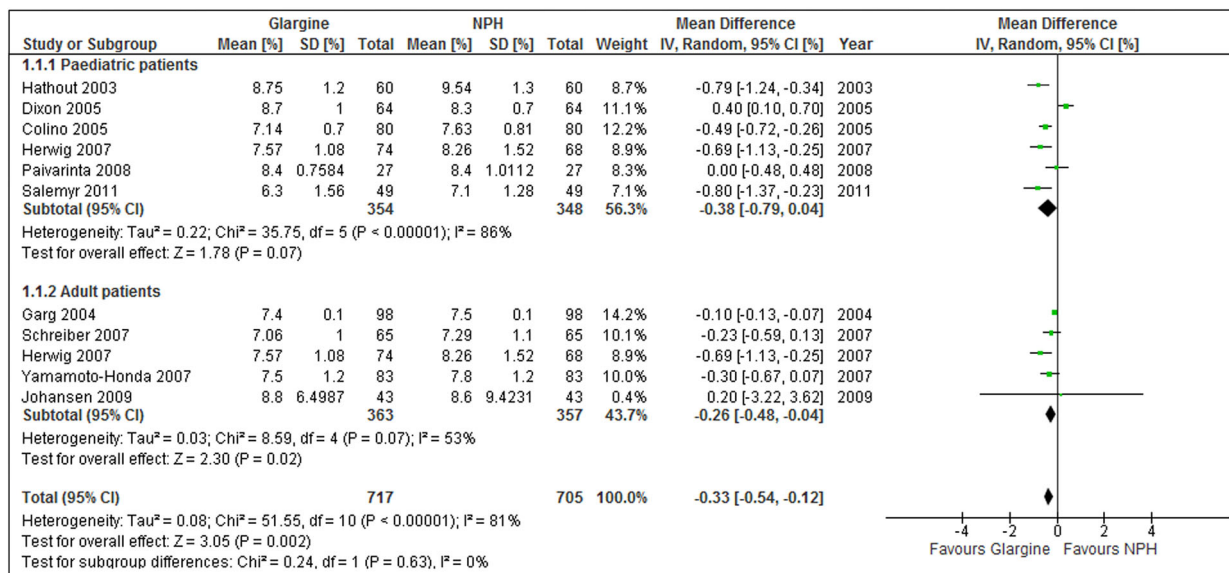 Glargine NPH Mean Difference Mean Difference
Study or Subgroup Mean [%] SD [%] Total Mean [%] SD [%] Total Weight IV, Random, 95% CI [%] Year IV, Random, 95% CI [%]
1.1.1 Paediatric patients
Hathout 2003 8.75 1.2 60 9.54 1.3 60 8.7% -0.79 [-1.24, -0.34] 2003
Dixon 2005 8.7 1 64 8.3 0.7 64 11.1% 0.40 [0.10, 0.70] 2005
Colino 2005 7.14 0.7 80 7.63 0.81 80 12.2% -0.49 [-0.72, -0.26] 2005
Herwig 2007 7.57 1.08 74 8.26 1.52 68 8.9% -0.69 [-1.13, -0.25] 2007
Paivarinta 2008 8.4 0.7584 27 8.4 1.0112 27 8.3% 0.00 [-0.48, 0.48] 2008
Salemyr 2011 6.3 1.56 49 7.1 1.28 49 7.1% -0.80 [-1.37, -0.23] 2011
Subtotal (95% CI) 354 348 56.3% -0.38 [-0.79, 0.04]
Heterogeneity: Tau² = 0.22; Chi² = 35.75, df = 5 (P < 0.00001); I² = 86%
Test for overall effect: Z = 1.78 (P = 0.07)
1.1.2 Adult patients
Garg 2004 7.4 0.1 98 7.5 0.1 98 14.2% -0.10 [-0.13, -0.07] 2004
Schreiber 2007 7.06 1 65 7.29 1.1 65 10.1% -0.23 [-0.59, 0.13] 2007
Herwig 2007 7.57 1.08 74 8.26 1.52 68 8.9% -0.69 [-1.13, -0.25] 2007
Yamamoto-Honda 2007 7.5 1.2 83 7.8 1.2 83 10.0% -0.30 [-0.67, 0.07] 2007
Johansen 2009 8.8 6.4987 43 8.6 9.4231 43 0.4% 0.20 [-3.22, 3.62] 2009
Subtotal (95% CI) 363 357 43.7% -0.26 [-0.48, -0.04]
Heterogeneity: Tau² = 0.03; Chi² = 8.59, df = 4 (P = 0.07); I² = 53%
Test for overall effect: Z = 2.30 (P = 0.02)
Total (95% CI) 717 705 100.0% -0.33 [-0.54, -0.12]
Heterogeneity: Tau² = 0.08; Chi² = 51.55, df = 10 (P < 0.00001); I² = 81%
Test for overall effect: Z = 3.05 (P = 0.002)
Test for subgroup differences: Chi² = 0.24, df = 1 (P = 0.63), I² = 0%
-4 -2 0 2 4
Favours Glargine Favours NPH